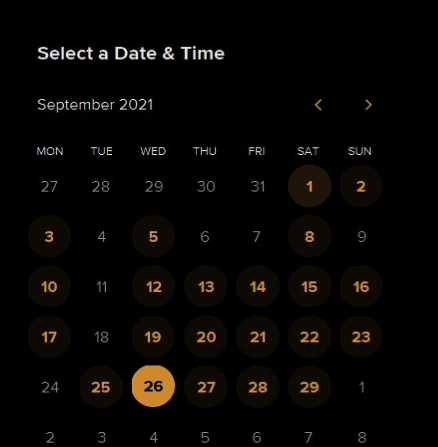 Select a Date & Time
September 2021
MON TUE WED THU FRI SAT SUN
27 28 29 30 31 1 2
3 4 5 6 7 8 9
10 11 12 13 14 15 16
17 18 19 20 21 22 23
24 25 26 27 28 29 1
2 3 4 5 6 7 8